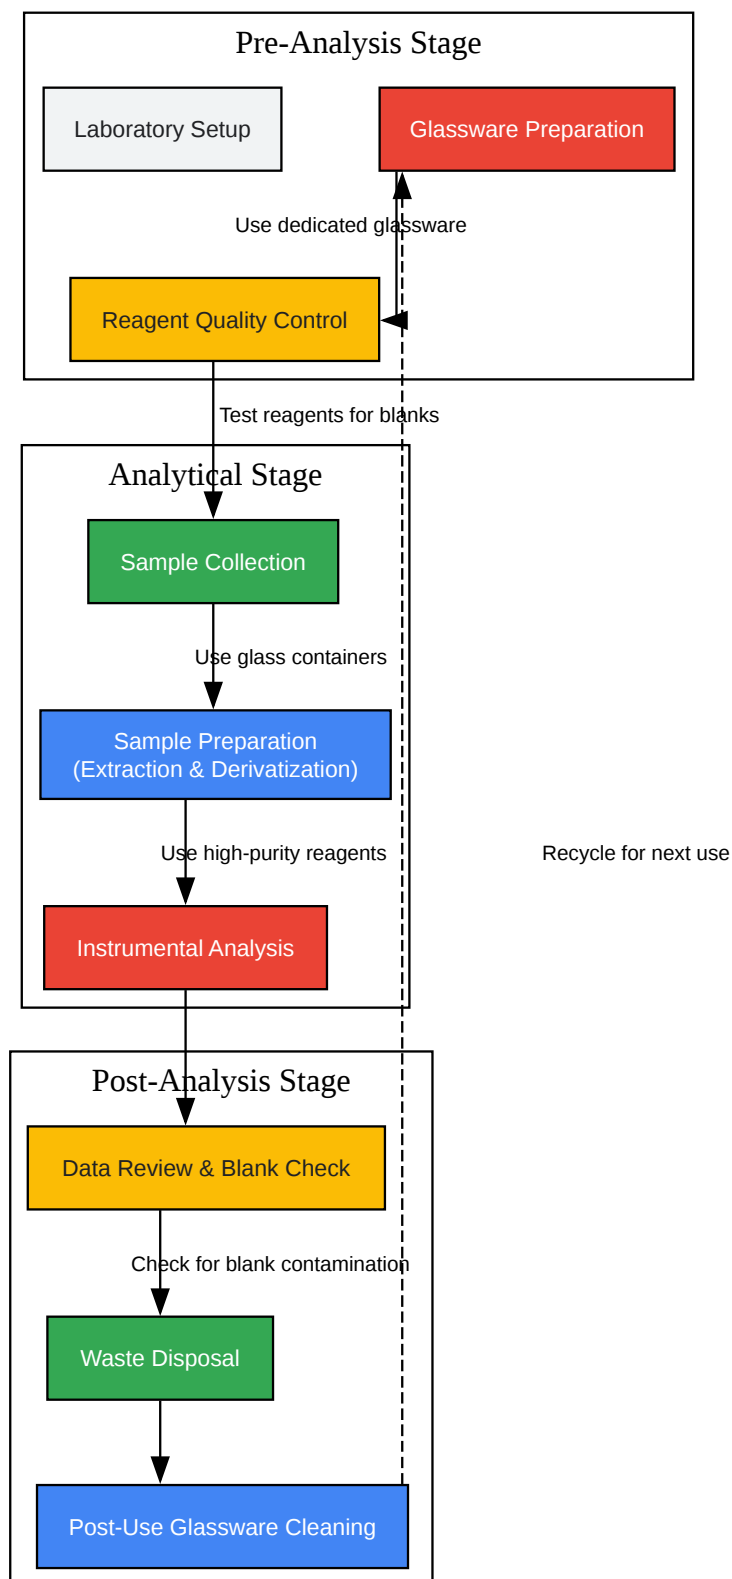 Pre-Analysis Stage
Laboratory Setup
Glassware Preparation
Use dedicated glassware
Reagent Quality Control
Test reagents for blanks
Analytical Stage
Sample Collection
Use glass containers
Sample Preparation
(Extraction & Derivatization)
Use high-purity reagents
Recycle for next use
Instrumental Analysis
Post-Analysis Stage
Data Review & Blank Check
Check for blank contamination
Waste Disposal
Post-Use Glassware Cleaning